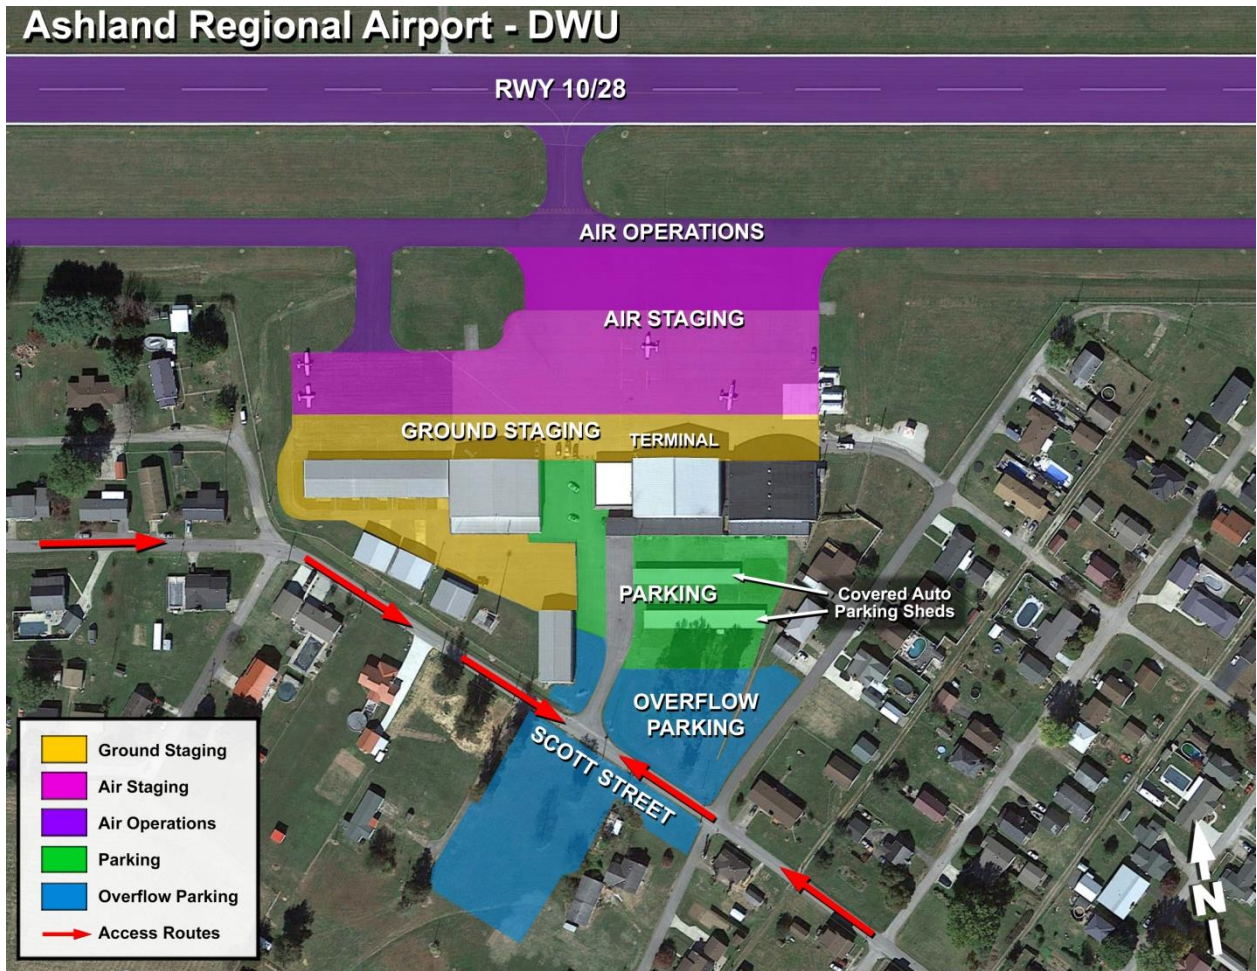 Ashland Regional Airport - DWU
RWY 10/28
AIR OPERATIONS
AIR STAGING
GROUND STAGING
TERMINAL
PARKING
Covered Auto
Parking Sheds
OVERFLOW
PARKING
SCOTT STREET
Ground Staging
Air Staging
Air Operations
Parking
Overflow Parking
Access Routes
N